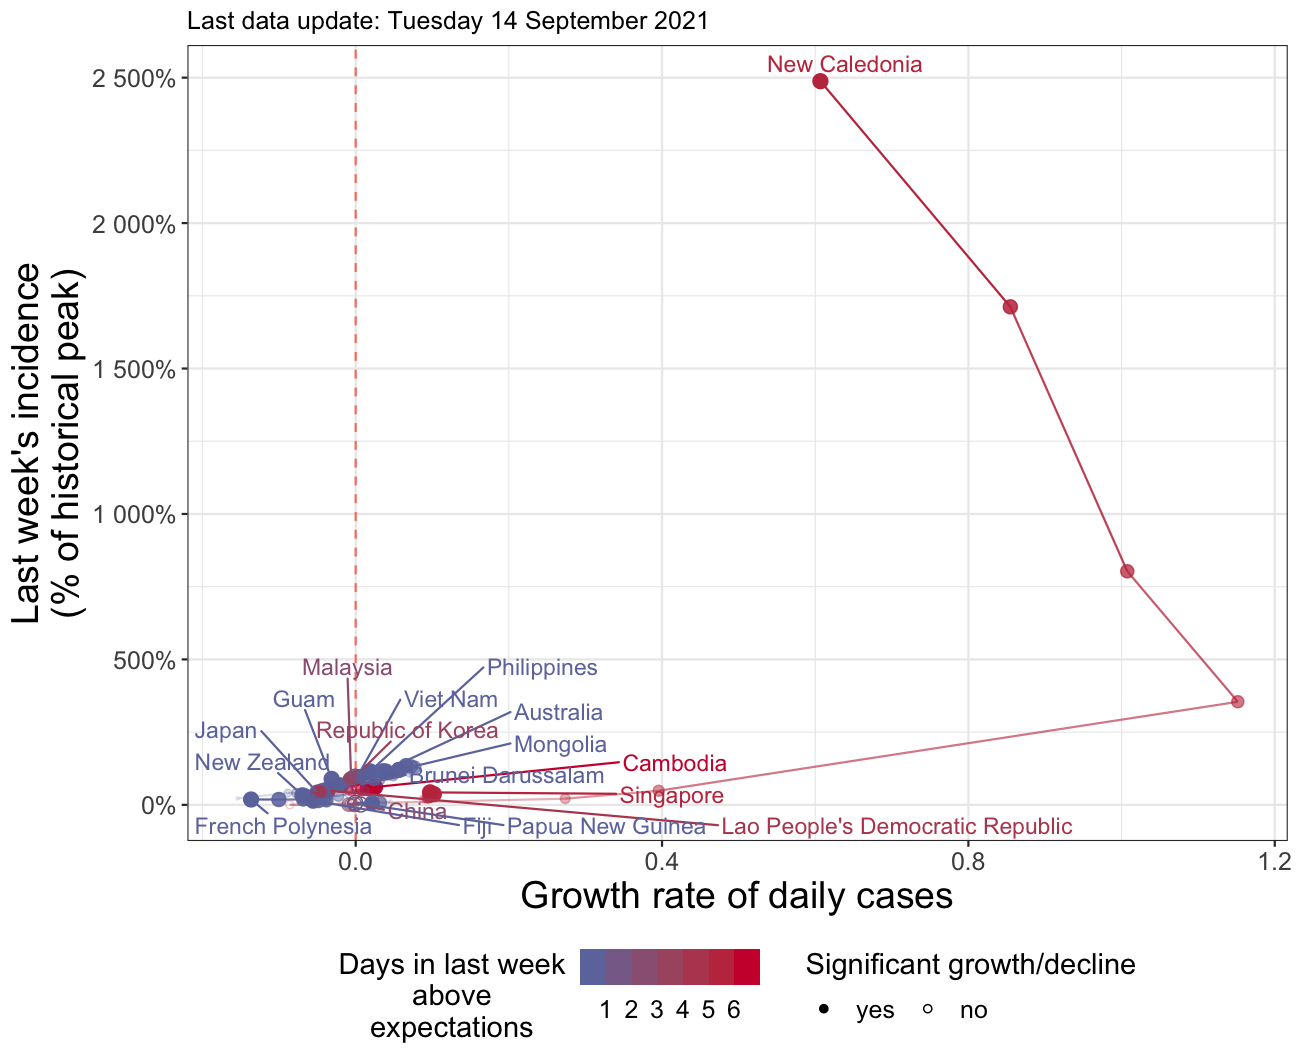 Last data update: Tuesday 14 September 2021
Last week's incidence
(% of historical peak)
2 500%
2 000%
1 500%
1 000%
500%
0%
New Caledonia
Malaysia
Philippines
Guam
Viet Nam
Australia
Japan
Republic of Korea
Mongolia
New Zealand
Cambodia
Brunei Darussalam
Singapore
China
French Polynesia
Fiji
Papua New Guinea
Lao People's Democratic Republic
0.0
0.4
0.8
1.2
Growth rate of daily cases
Days in last week
above
expectations
1 2 3 4 5 6
Significant growth/decline
yes
no